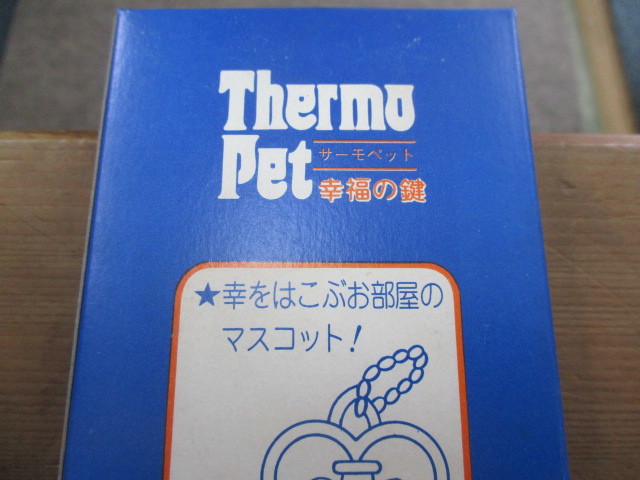 Thermo
Pet
サーモペット
幸福の鍵
★幸をはこぶお部屋の
マスコット!